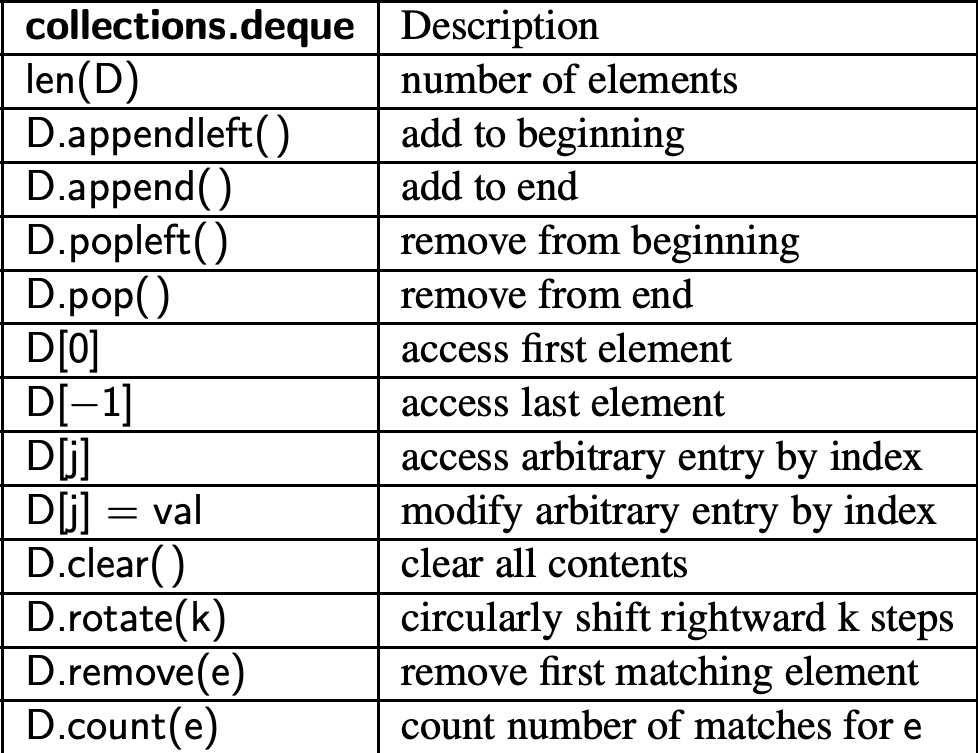 collections.deque Description
len(D) number of elements
D.appendleft() add to beginning
D.append() add to end
D.popleft() remove from beginning
D.pop() remove from end
D[0] access first element
D[−1] access last element
D[j] access arbitrary entry by index
D[j] = val modify arbitrary entry by index
D.clear() clear all contents
D.rotate(k) circularly shift rightward k steps
D.remove(e) remove first matching element
D.count(e) count number of matches for e